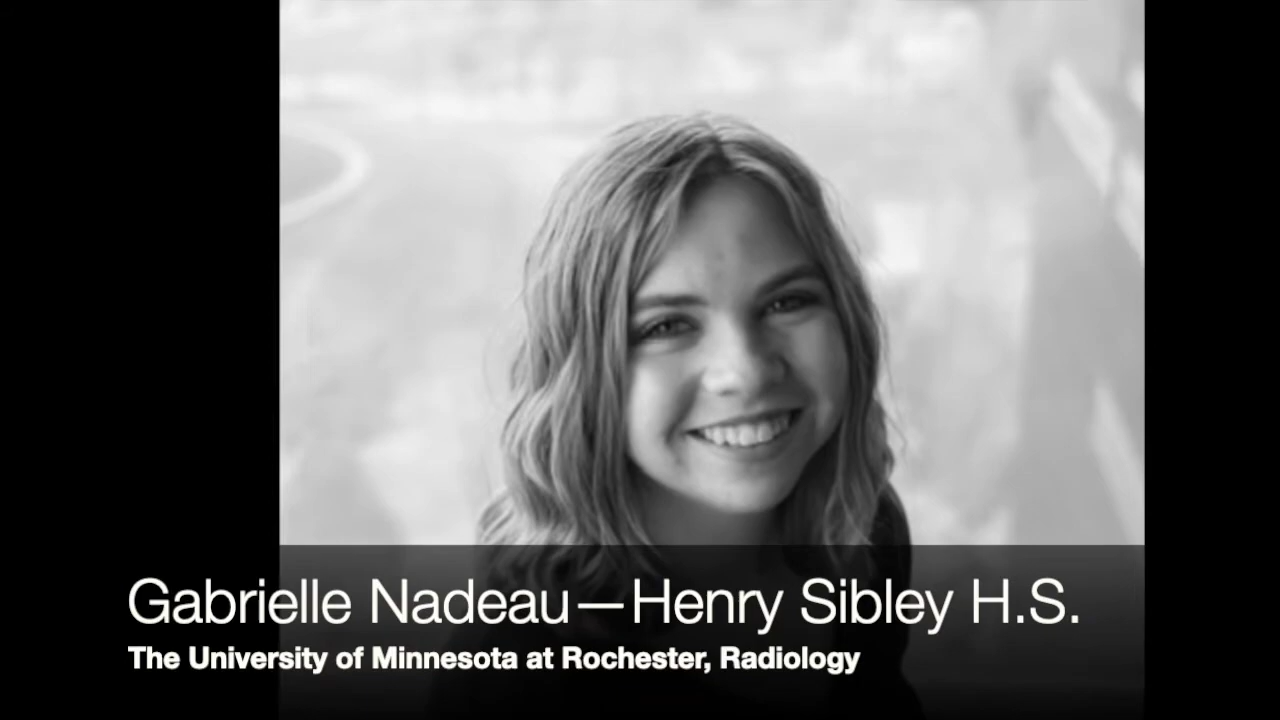 Gabrielle Nadeau—Henry Sibley H.S.
The University of Minnesota at Rochester, Radiology